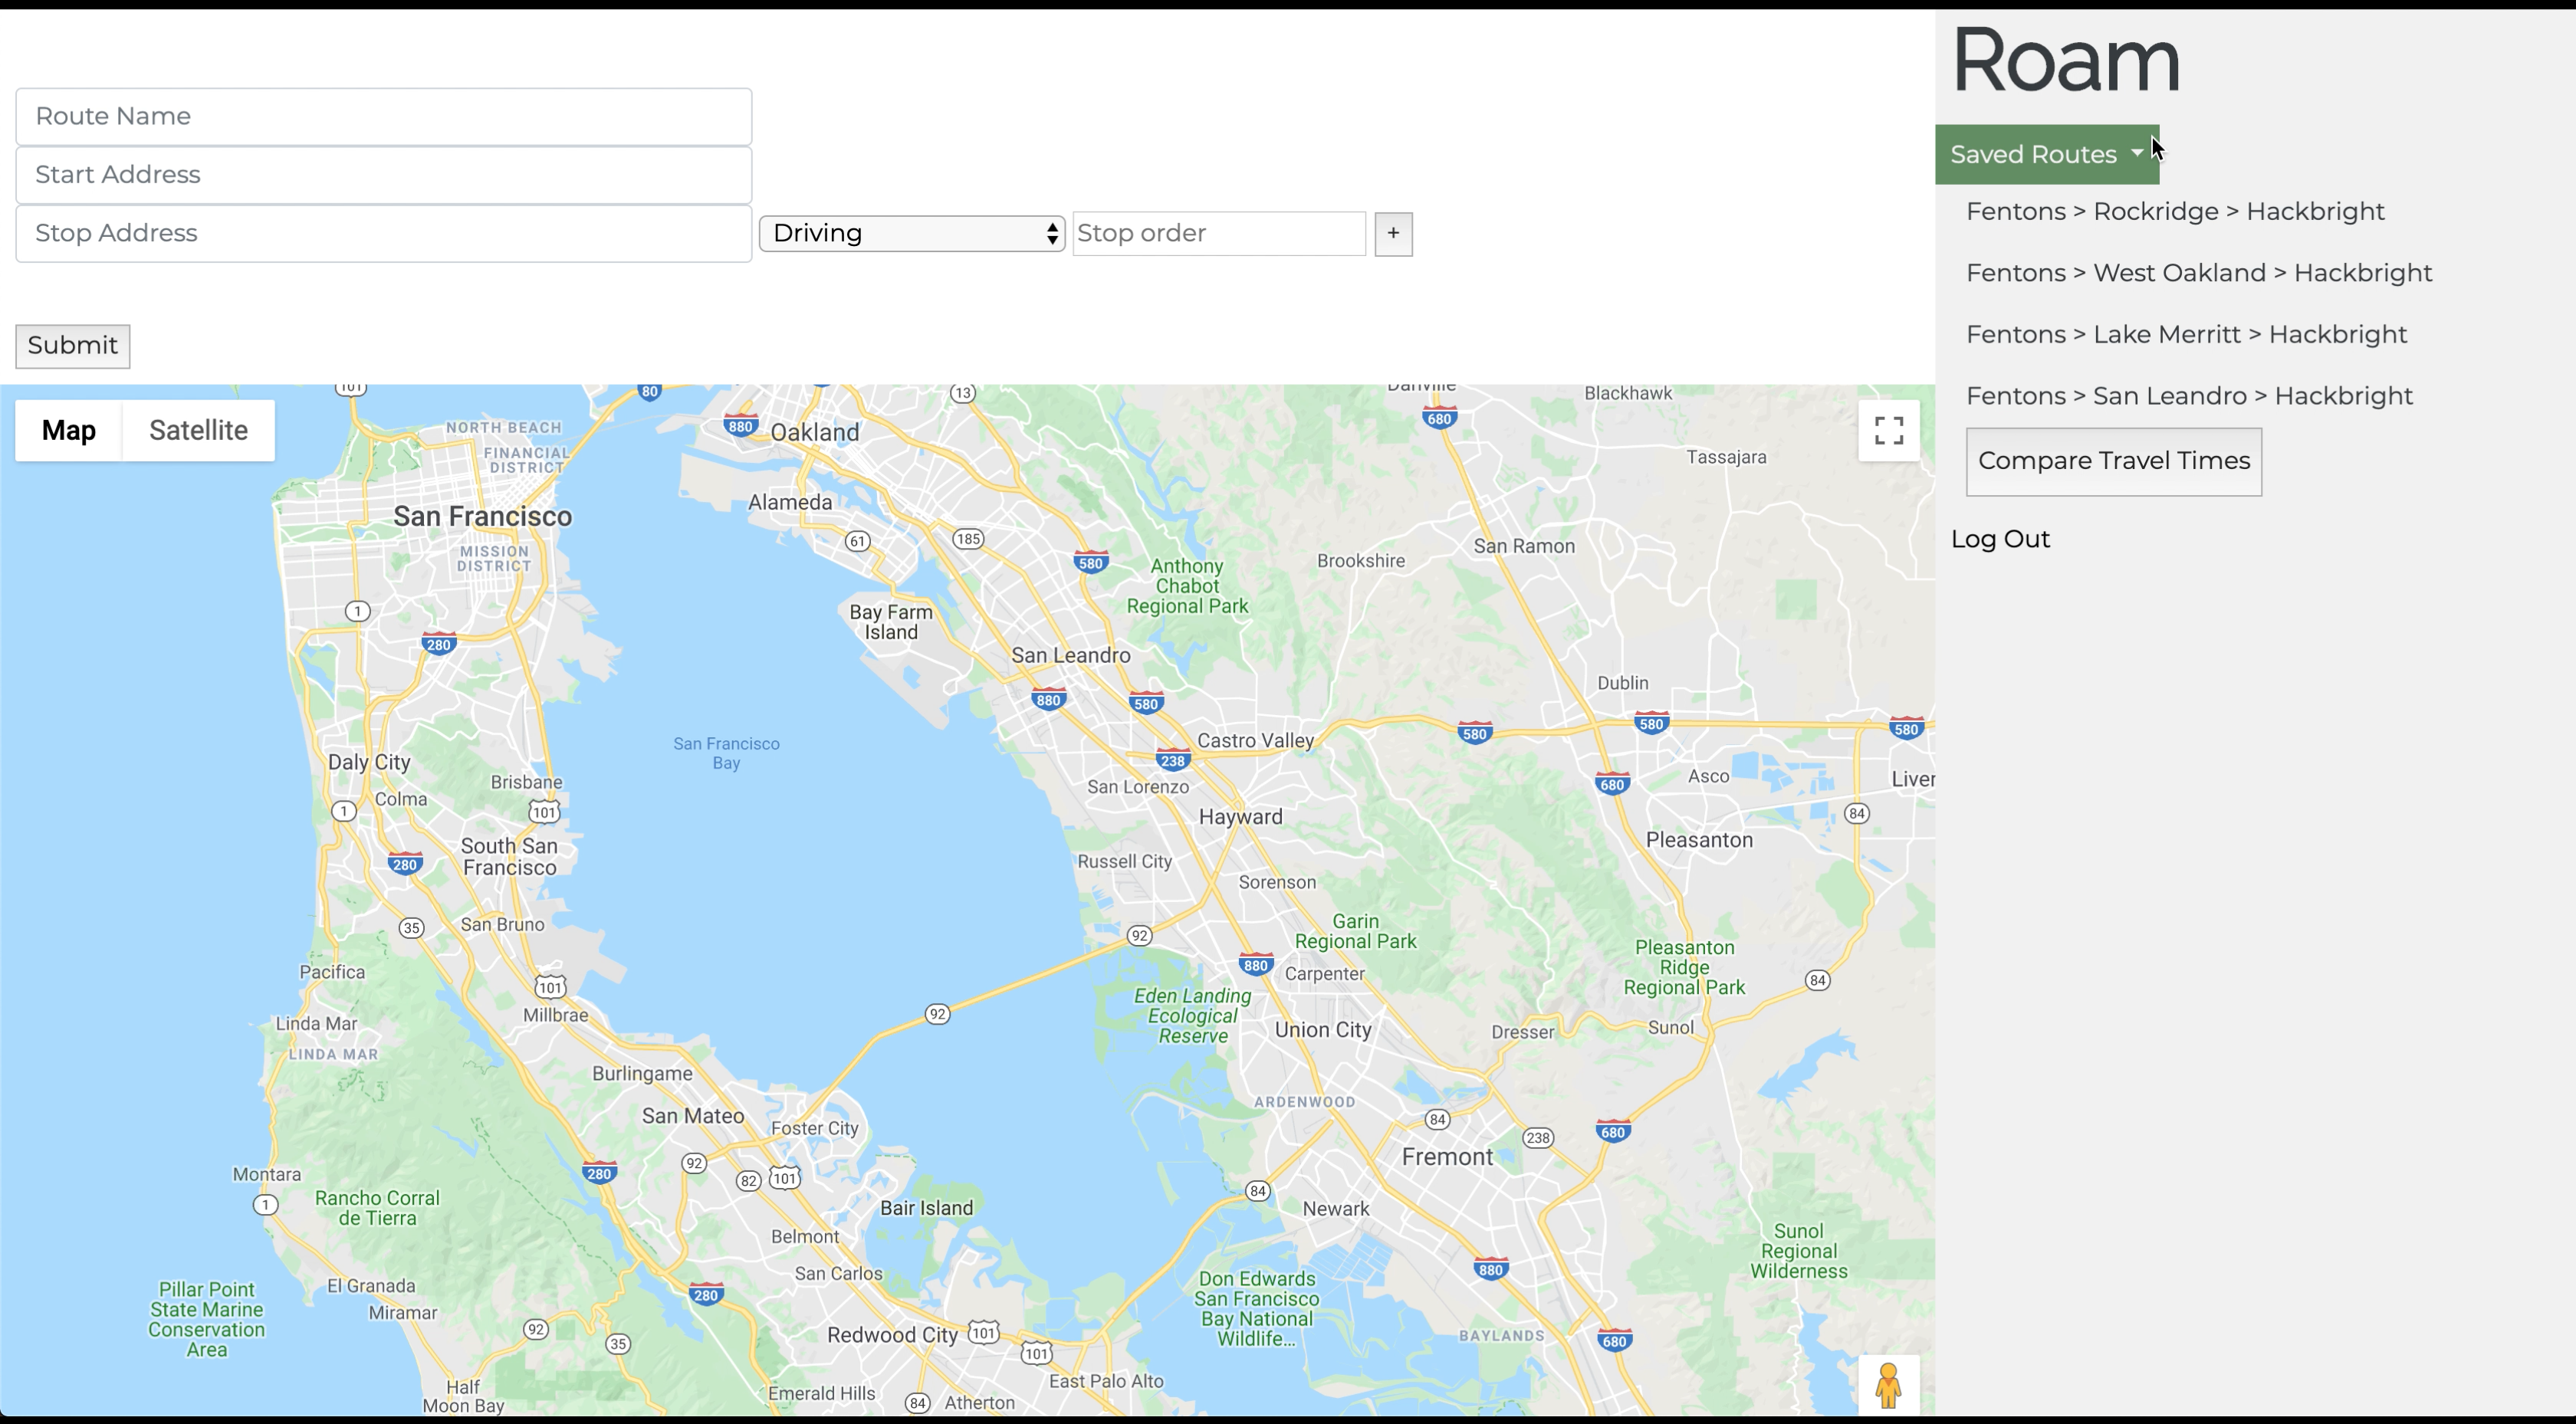 Roam
Route Name
Start Address
Stop Address
Driving
Stop order
+
Submit
Saved Routes
Fentons > Rockridge > Hackbright
Fentons > West Oakland > Hackbright
Fentons > Lake Merritt > Hackbright
Fentons > San Leandro > Hackbright
Compare Travel Times
Log Out
Map
Satellite
101
80
13
Danville
Blackhawk
880
Oakland
680
NORTH BEACH
FINANCIAL
DISTRICT
Tassajara
Alameda
San Francisco
61
185
San Ramon
MISSION
DISTRICT
580
Brookshire
Anthony
Chabot
Regional Park
1
Bay Farm
Island
280
San Leandro
880
580
Dublin
580
580
580
San Francisco
Bay
Castro Valley
238
Daly City
Asco
Liver
680
Brisbane
San Lorenzo
Colma
1
101
84
Hayward
Pleasanton
South San
Francisco
280
Russell City
Sorenson
35
San Bruno
92
Garin
Regional Park
Pleasanton
Ridge
Regional Park
880
Carpenter
Pacifica
101
84
Eden Landing
Ecological
Reserve
Millbrae
92
Linda Mar
LINDA MAR
Union City
Dresser
Sunol
Burlingame
ARDENWOOD
San Mateo
84
Foster City
238
680
Fremont
92
82
101
280
Montara
1
84
Rancho Corral
de Tierra
Bair Island
Newark
Belmont
Sunol
Regional
Wilderness
San Carlos
880
El Granada
280
Don Edwards
San Francisco
Bay National
Wildlife...
Pillar Point
State Marine
Conservation
Area
Miramar
92
35
Redwood City
101
101
BAYLANDS
680
Half
Moon Bay
Emerald Hills
East Palo Alto
84
Atherton